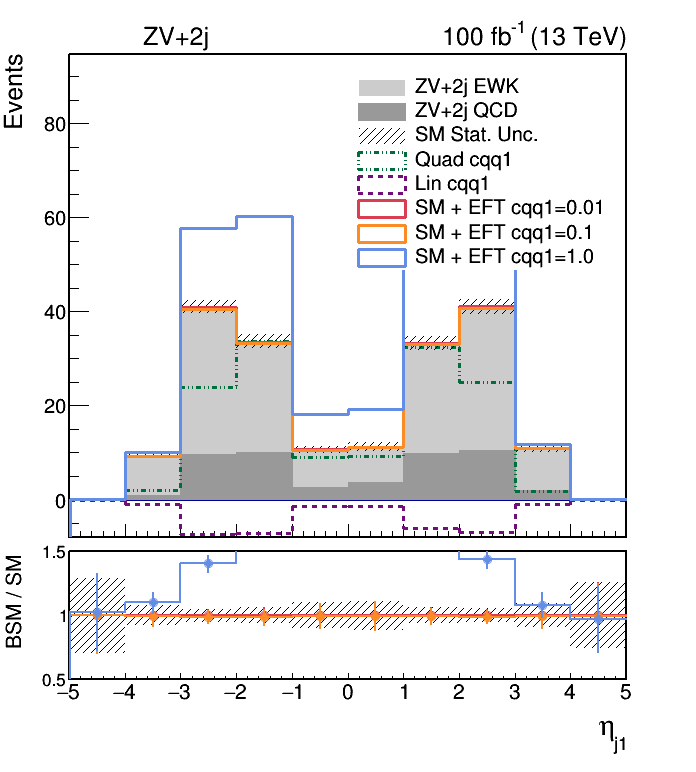 ZV+2j 100 fb-1 (13 TeV)
Events
ZV+2j EWK
ZV+2j QCD
SM Stat. Unc.
Quad cqq1
Lin cqq1
SM + EFT cqq1=0.01
SM + EFT cqq1=0.1
SM + EFT cqq1=1.0
80
60
40
20
0
BSM / SM
1.5
1
0.5
−5 −4 −3 −2 −1 0 1 2 3 4 5
ηj1